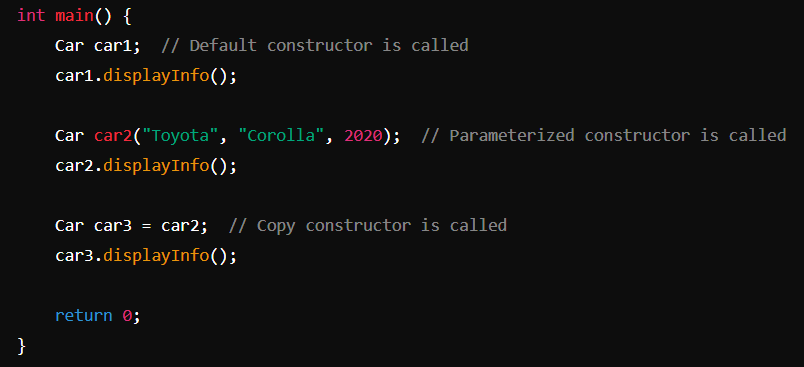 int main() {
    Car car1;  // Default constructor is called
    car1.displayInfo();

    Car car2("Toyota", "Corolla", 2020);  // Parameterized constructor is called
    car2.displayInfo();

    Car car3 = car2;  // Copy constructor is called
    car3.displayInfo();

    return 0;
}